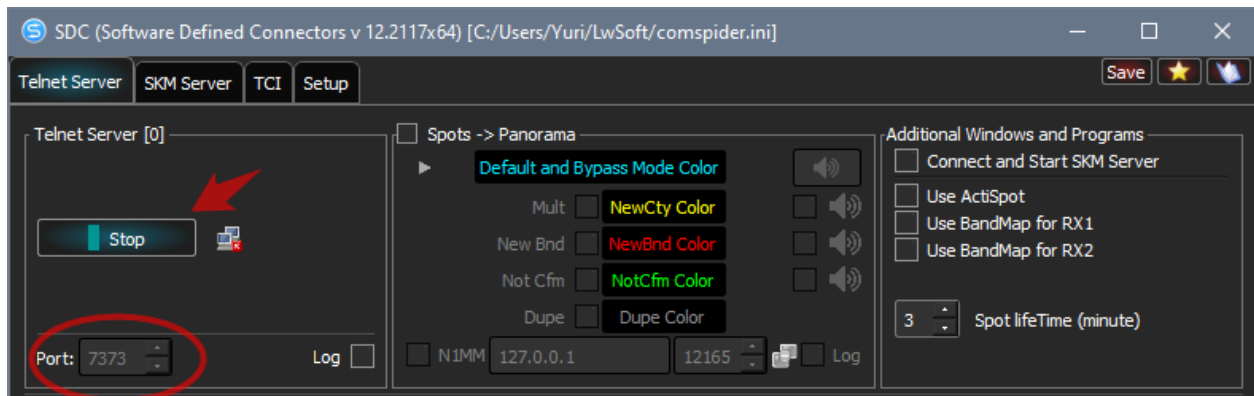 SDC (Software Defined Connectors v 12.2117x64) [C:/Users/Yuri/LwSoft/comspider.ini]
Telnet Server SKM Server TCI Setup Save
Telnet Server [0]
Stop
Port: 7373 Log
Spots -> Panorama
Default and Bypass Mode Color
Mult NewCty Color
New Bnd NewBnd Color
Not Cfm NotCfm Color
Dupe Dupe Color
N1MM 127.0.0.1 12165 Log
Additional Windows and Programs
Connect and Start SKM Server
Use ActiSpot
Use BandMap for RX1
Use BandMap for RX2
3 Spot lifeTime (minute)